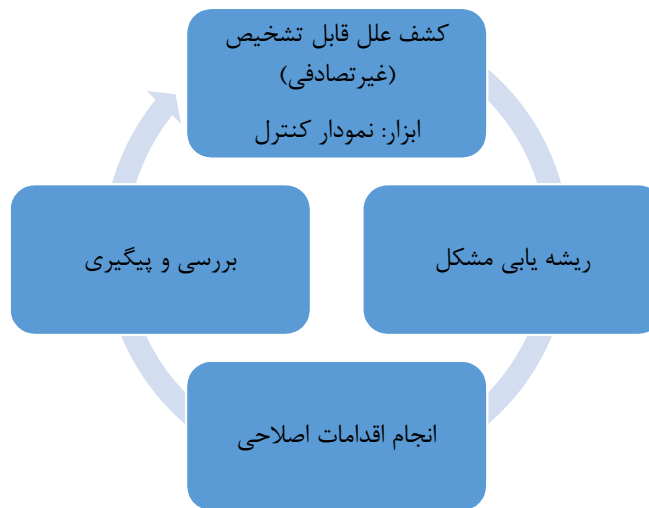 کشف علل قابل تشخیص
(غیرتصادفی)
ابزار: نمودار کنترل
ریشه یابی مشکل
انجام اقدامات اصلاحی
بررسی و پیگیری